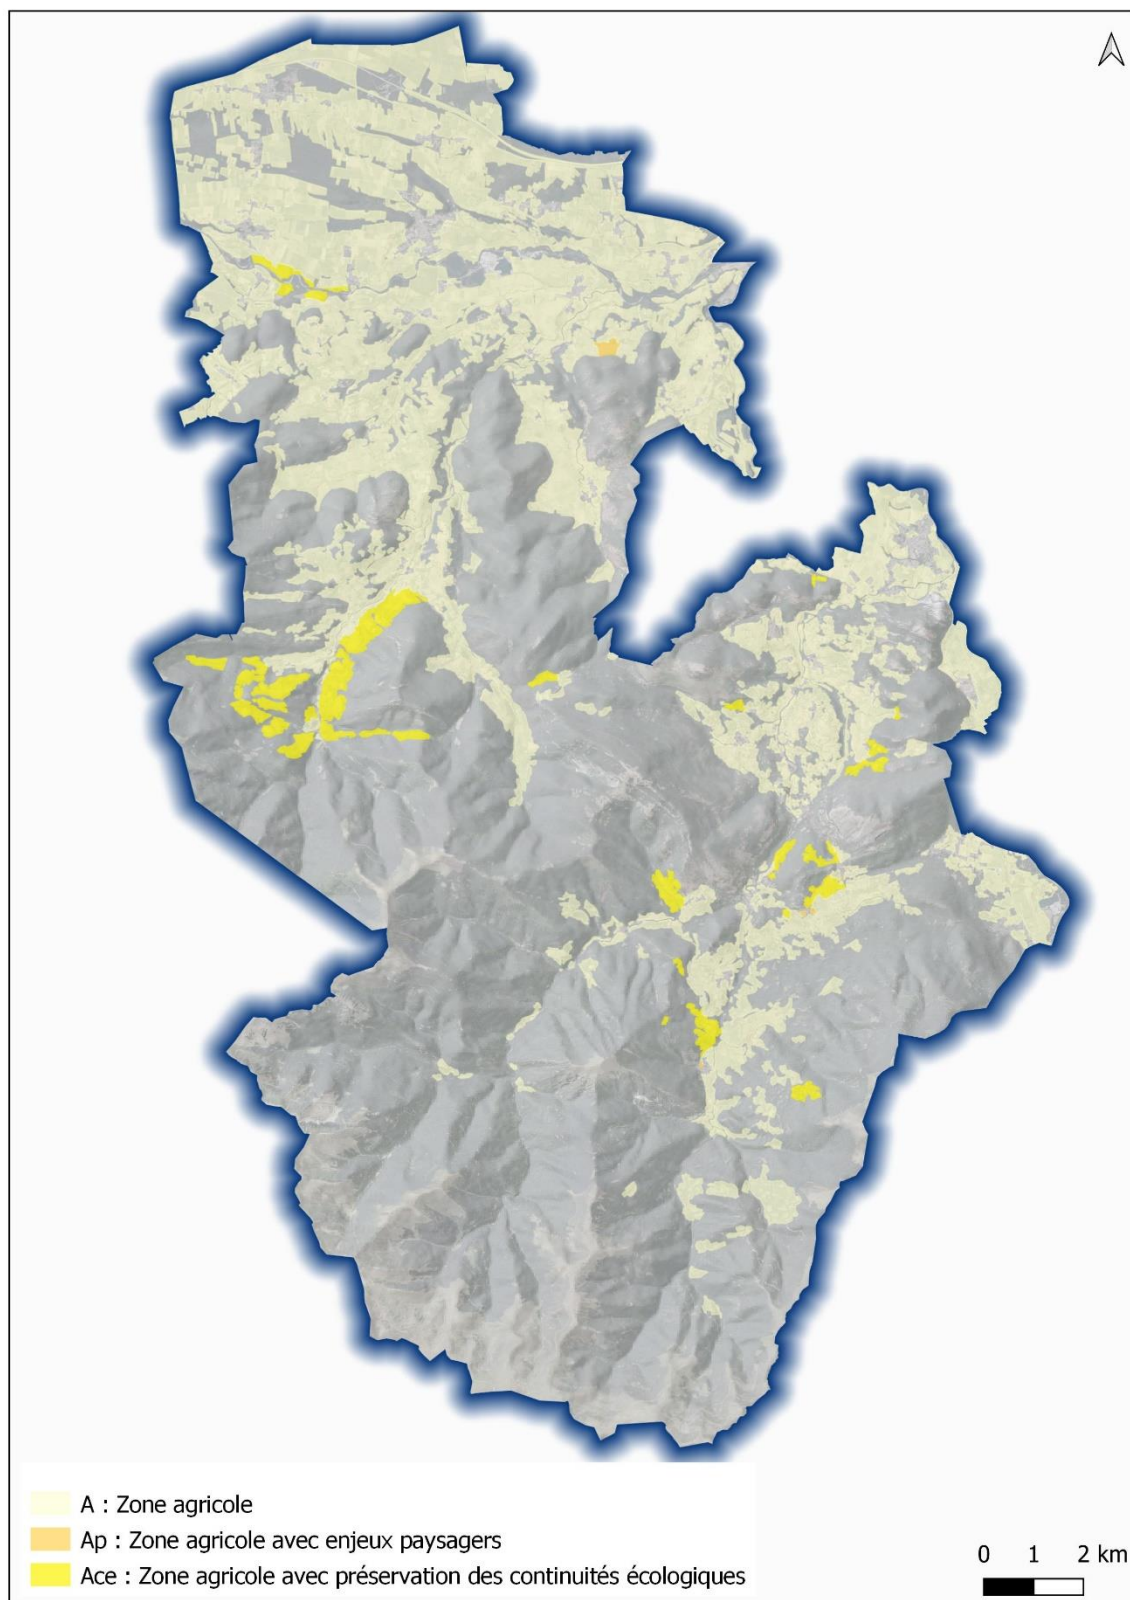 A : Zone agricole
Ap : Zone agricole avec enjeux paysagers
Ace : Zone agricole avec préservation des continuités écologiques
0 1 2 km